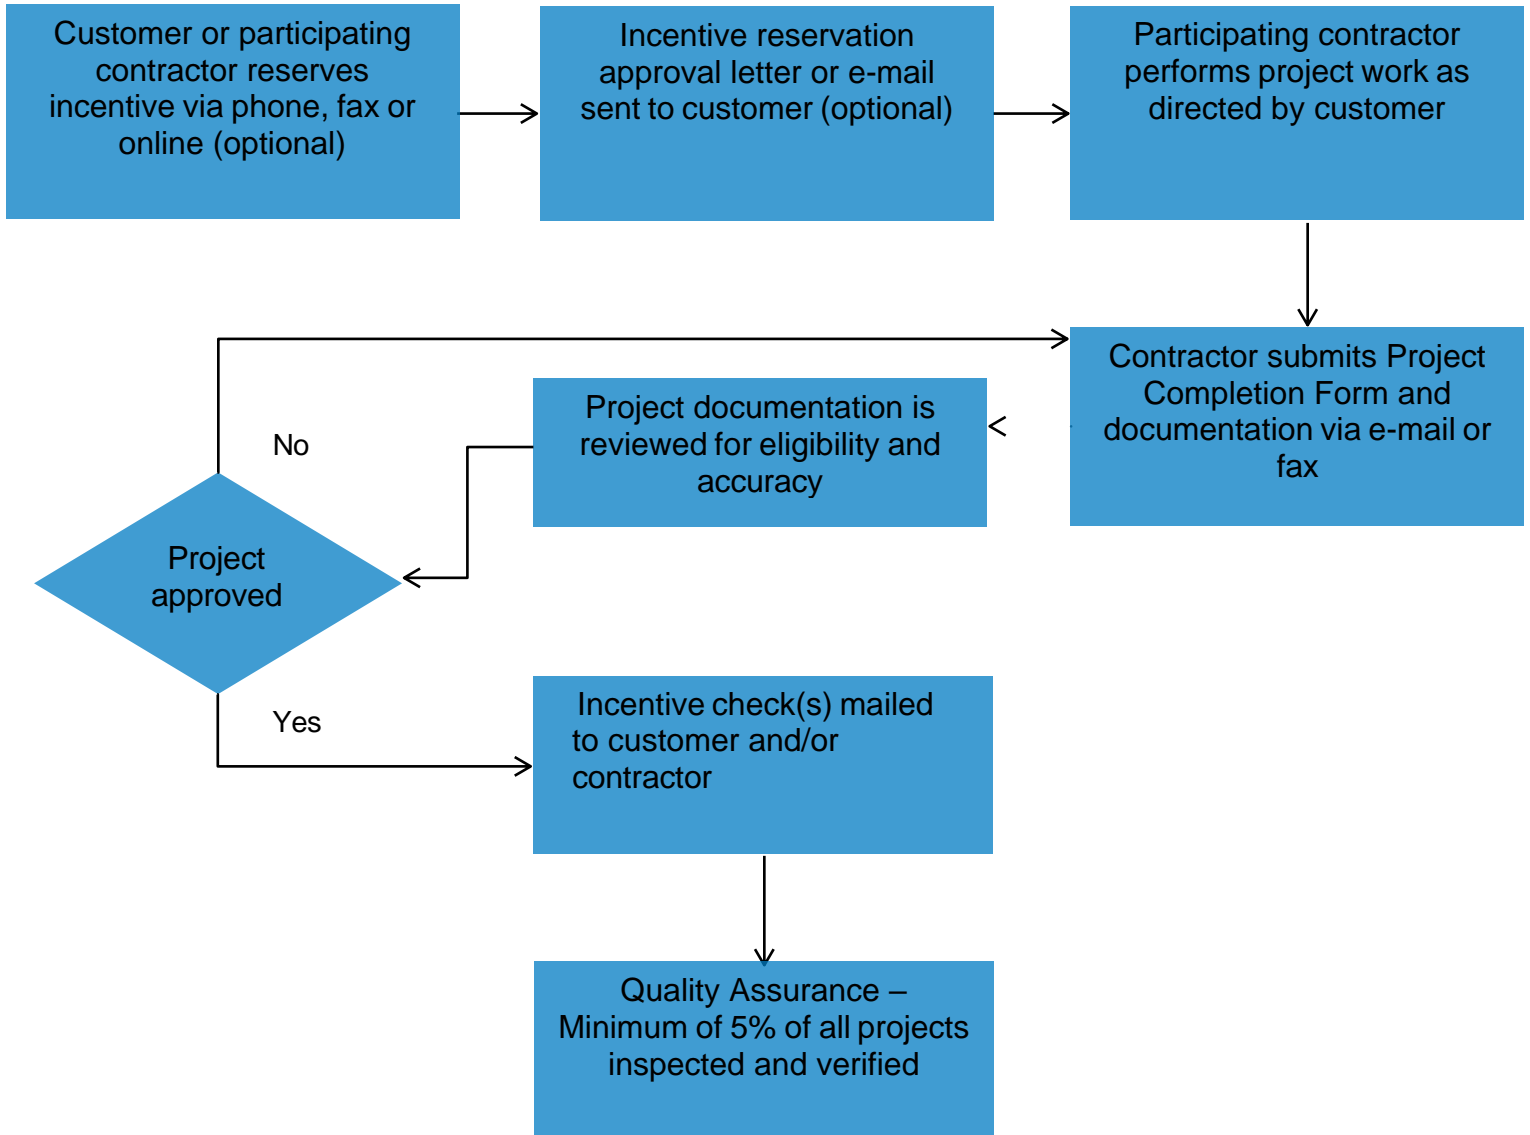 Customer or participating
contractor reserves
incentive via phone, fax or
online (optional)
Incentive reservation
approval letter or e-mail
sent to customer (optional)
Participating contractor
performs project work as
directed by customer
Contractor submits Project
Completion Form and
documentation via e-mail or
fax
Project documentation is
reviewed for eligibility and
accuracy
No
Project
approved
Yes
Incentive check(s) mailed
to customer and/or
contractor
Quality Assurance –
Minimum of 5% of all projects
inspected and verified